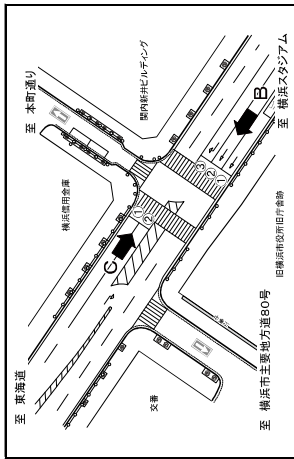 至 東海道
至 本町通り
横浜信用金庫
関内新井ビルディング
C
①
②
③
②
①
B
至 横浜スタジアム
交番
旧横浜市役所旧庁舎跡
至 横浜市主要地方道80号